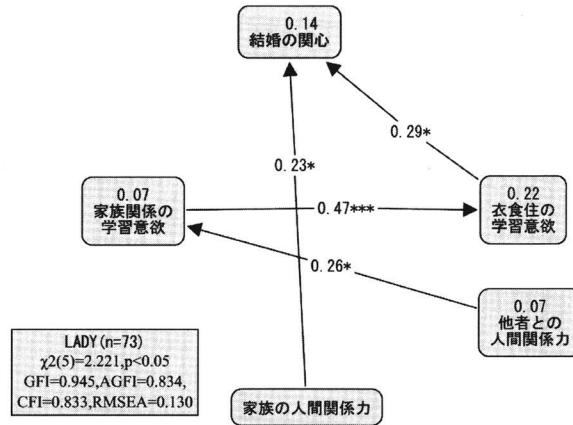 0.14
結婚の関心
0.29*
0.23*
0.07
家族関係の
学習意欲
0.47***
0.22
衣食住の
学習意欲
0.26*
0.07
他者との
人間関係力
LADY(n=73)
χ2(5)=2.221,p<0.05
GFI=0.945,AGFI=0.834,
CFI=0.833,RMSEA=0.130
家族の人間関係力